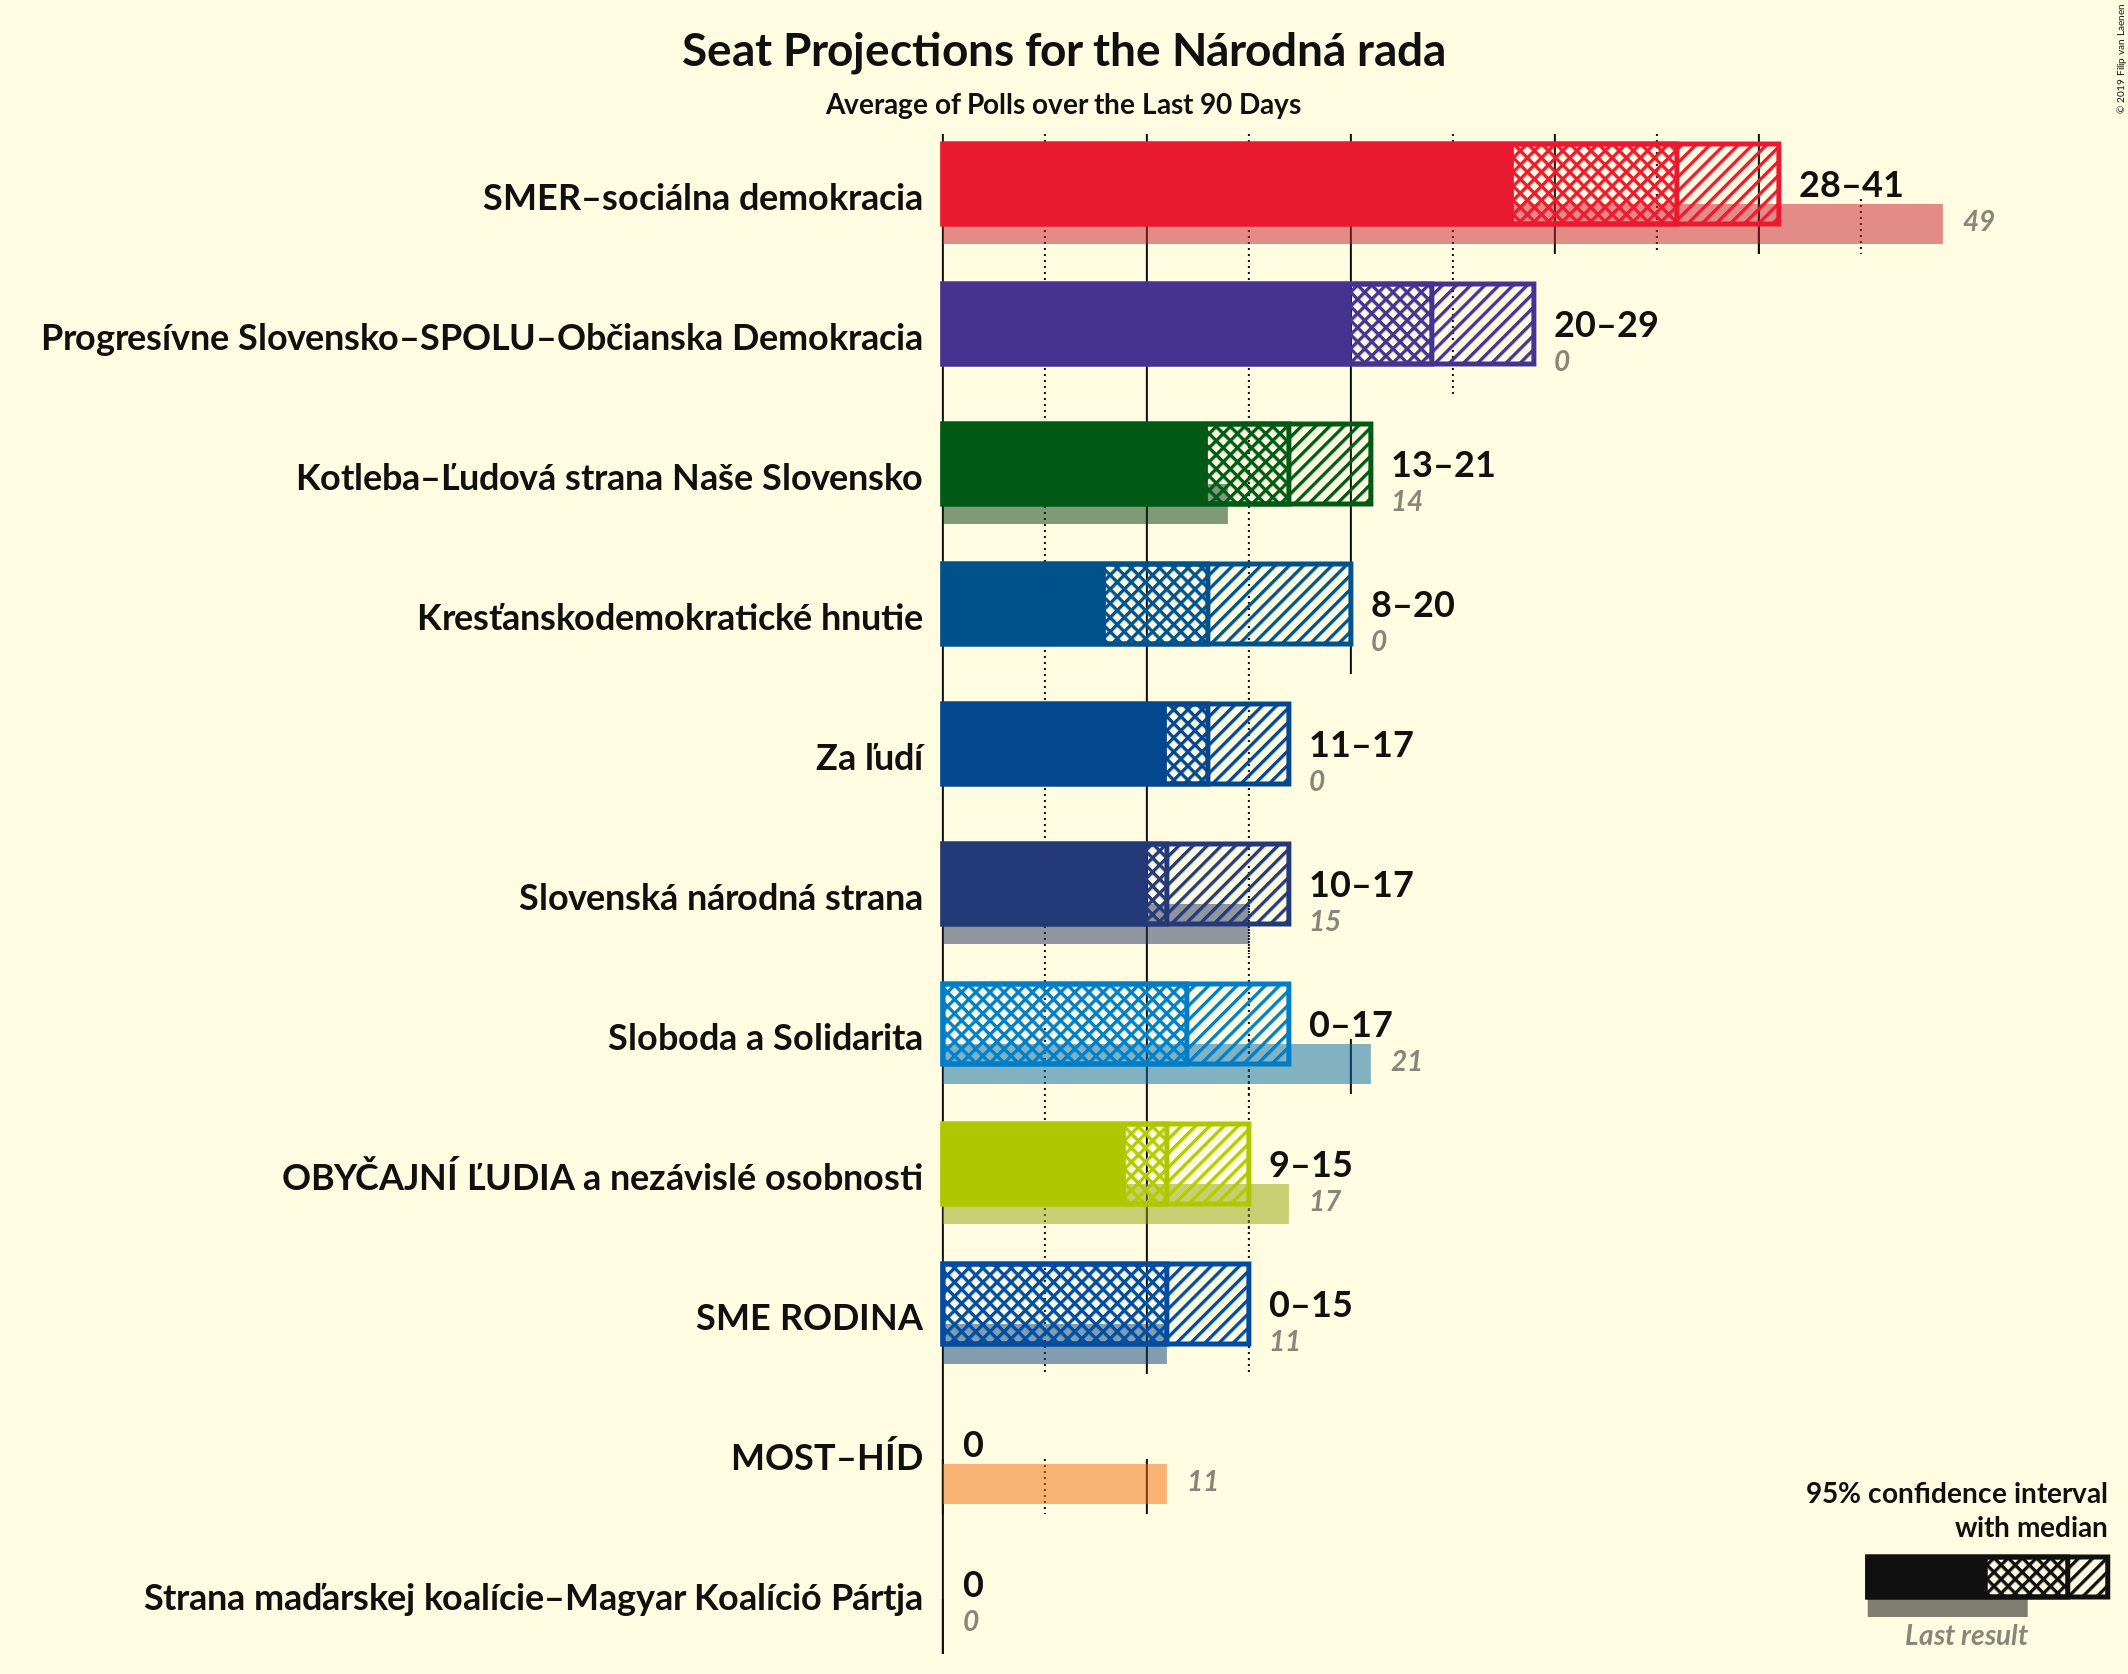 Seat Projections for the Národná rada
Average of Polls over the Last 90 Days
© 2019 Filip van Laenen
SMER–sociálna demokracia
28–41
49
Progresívne Slovensko–SPOLU–Občianska Demokracia
20–29
0
Kotleba–Ľudová strana Naše Slovensko
13–21
14
Kresťanskodemokratické hnutie
8–20
0
Za ľudí
11–17
0
Slovenská národná strana
10–17
15
Sloboda a Solidarita
0–17
21
OBYČAJNÍ ĽUDIA a nezávislé osobnosti
9–15
17
SME RODINA
0–15
11
MOST–HÍD
0
11
Strana maďarskej koalície–Magyar Koalíció Pártja
0
0
95% confidence interval
with median
Last result